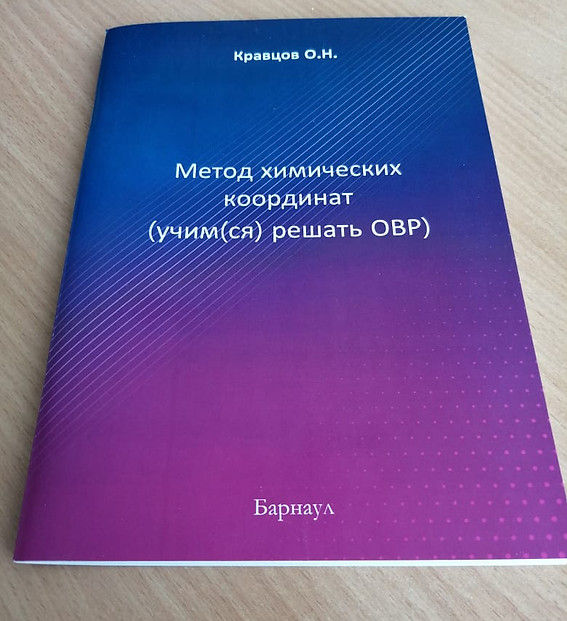 Кравцов О.Н.
Метод химических
координат
(учим(ся) решать ОВР)
Барнаул